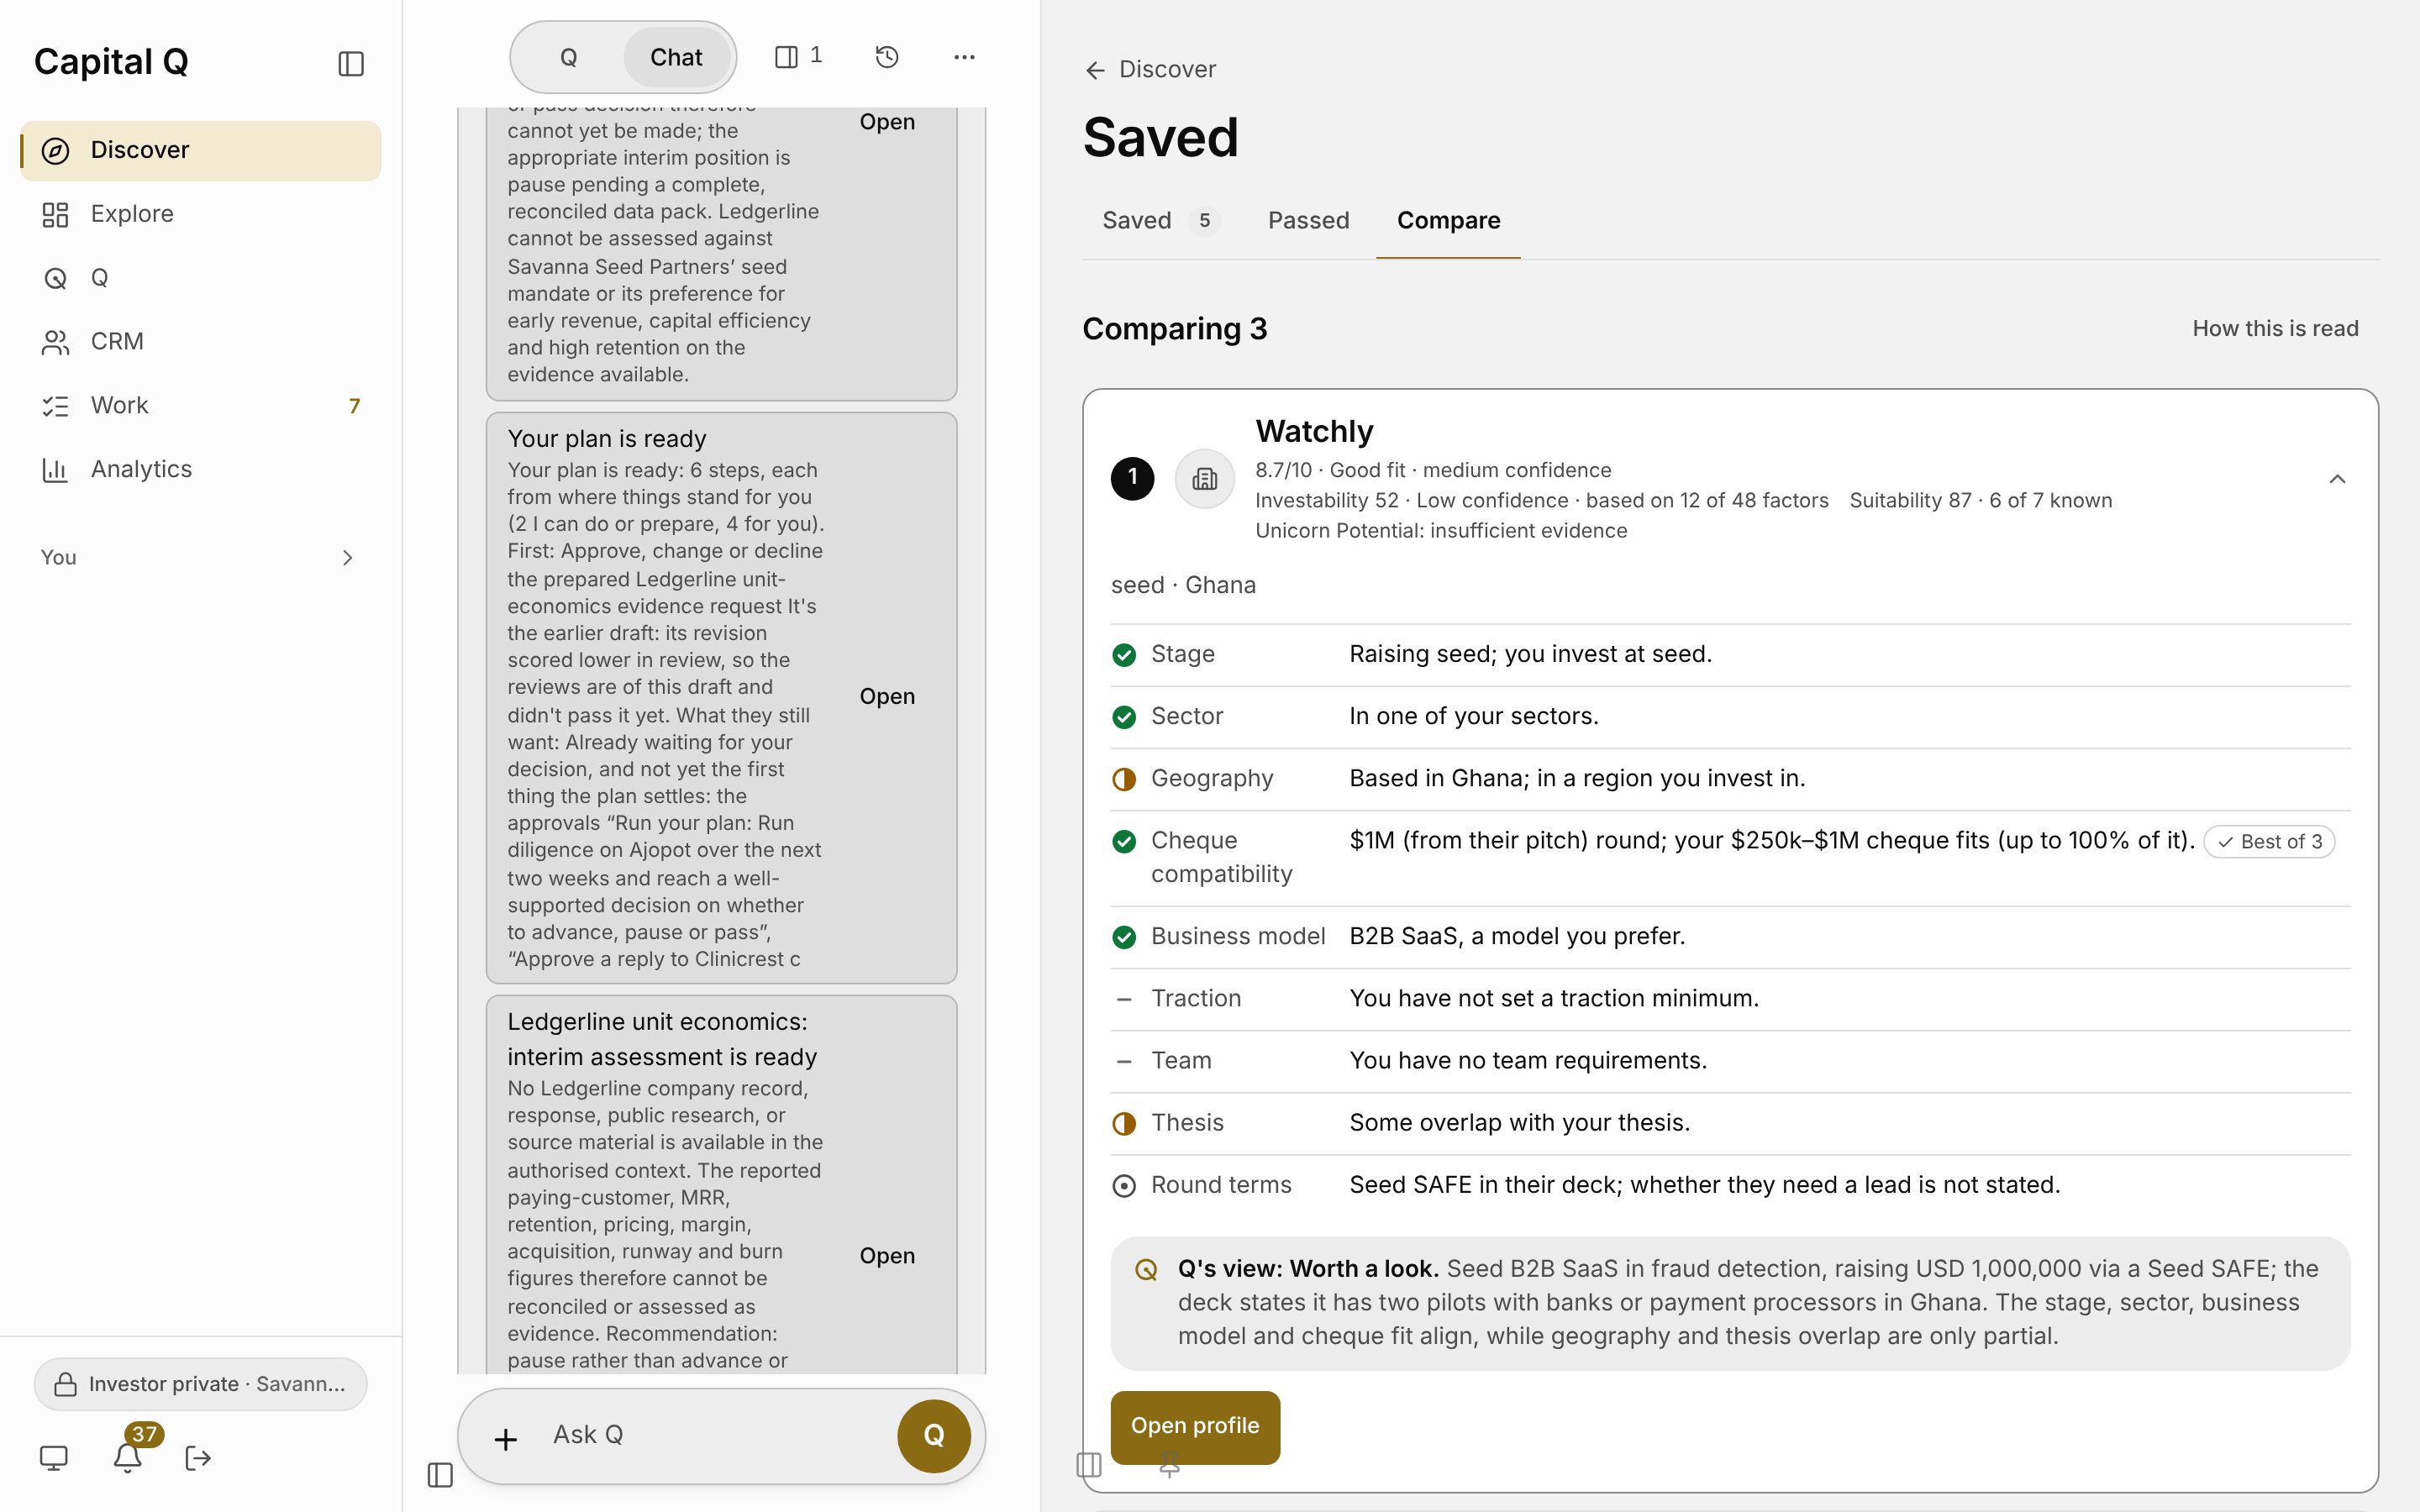 Capital Q
Discover
Explore
Q
CRM
Work 7
Analytics
You
Investor private · Savann...
37
Q Chat 1
or pass decision therefore
cannot yet be made; the
appropriate interim position is
pause pending a complete,
reconciled data pack. Ledgerline
cannot be assessed against
Savanna Seed Partners’ seed
mandate or its preference for
early revenue, capital efficiency
and high retention on the
evidence available.
Open
Your plan is ready
Your plan is ready: 6 steps, each
from where things stand for you
(2 I can do or prepare, 4 for you).
First: Approve, change or decline
the prepared Ledgerline unit-
economics evidence request It's
the earlier draft: its revision
scored lower in review, so the
reviews are of this draft and
didn't pass it yet. What they still
want: Already waiting for your
decision, and not yet the first
thing the plan settles: the
approvals “Run your plan: Run
diligence on Ajopot over the next
two weeks and reach a well-
supported decision on whether
to advance, pause or pass”,
“Approve a reply to Clinicrest c
Open
Ledgerline unit economics:
interim assessment is ready
No Ledgerline company record,
response, public research, or
source material is available in the
authorised context. The reported
paying-customer, MRR,
retention, pricing, margin,
acquisition, runway and burn
figures therefore cannot be
reconciled or assessed as
evidence. Recommendation:
pause rather than advance or
Open
Ask Q
Q
Discover
Saved
Saved 5 Passed Compare
Comparing 3
How this is read
1
Watchly
8.7/10 · Good fit · medium confidence
Investability 52 · Low confidence · based on 12 of 48 factors Suitability 87 · 6 of 7 known
Unicorn Potential: insufficient evidence
seed · Ghana
Stage Raising seed; you invest at seed.
Sector In one of your sectors.
Geography Based in Ghana; in a region you invest in.
Cheque compatibility $1M (from their pitch) round; your $250k–$1M cheque fits (up to 100% of it). Best of 3
Business model B2B SaaS, a model you prefer.
Traction You have not set a traction minimum.
Team You have no team requirements.
Thesis Some overlap with your thesis.
Round terms Seed SAFE in their deck; whether they need a lead is not stated.
Q's view: Worth a look. Seed B2B SaaS in fraud detection, raising USD 1,000,000 via a Seed SAFE; the
deck states it has two pilots with banks or payment processors in Ghana. The stage, sector, business
model and cheque fit align, while geography and thesis overlap are only partial.
Open profile